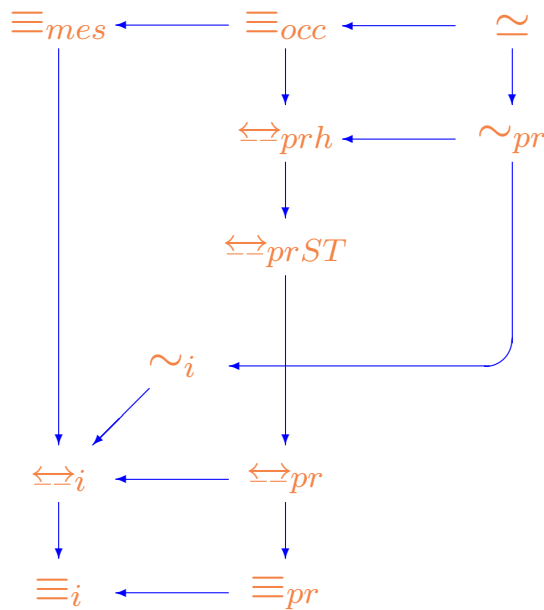 ≡mes ≡occ ≃
↔prh ∼pr
↔prST
∼i
↔i ↔pr
≡i ≡pr